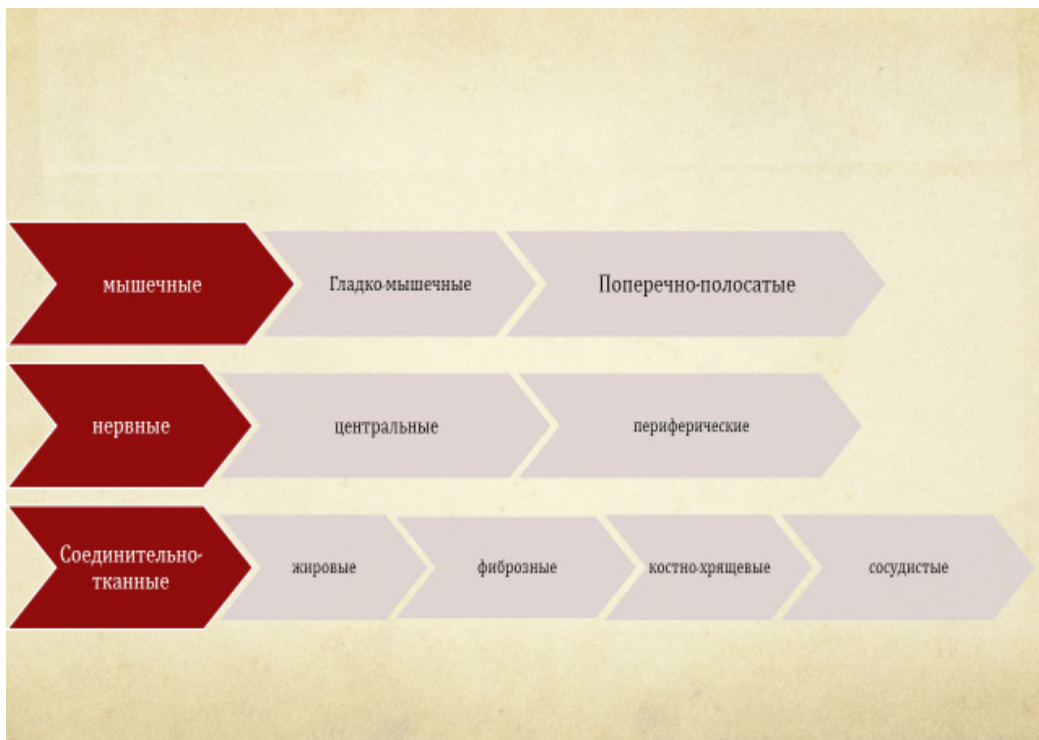 мышечные
Гладко-мышечные
Поперечно-полосатые
нервные
центральные
периферические
Соединительно-
тканные
жировые
фиброзные
костно-хрящевые
сосудистые